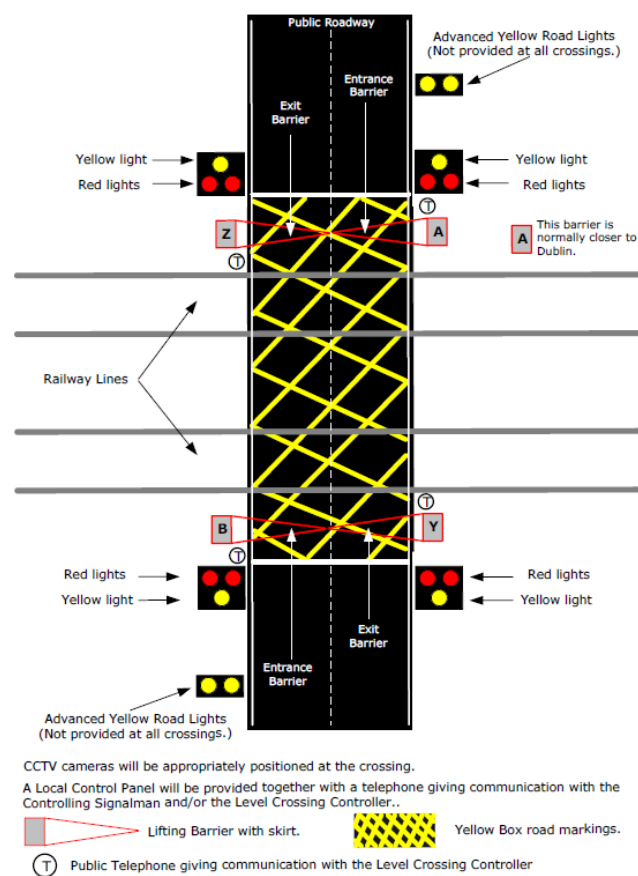 Public Roadway
Advanced Yellow Road Lights
(Not provided at all crossings.)
Entrance
Barrier
Exit
Barrier
Yellow light
Red lights
Yellow light
Red lights
T
Z
A
A
This barrier is
normally closer to
Dublin.
T
Railway Lines
T
B
Y
T
Red lights
Yellow light
Red lights
Yellow light
Exit
Barrier
Entrance
Barrier
Advanced Yellow Road Lights
(Not provided at all crossings.)
CCTV cameras will be appropriately positioned at the crossing.
A Local Control Panel will be provided together with a telephone giving communication with the
Controlling Signalman and/or the Level Crossing Controller..
Lifting Barrier with skirt.
Yellow Box road markings.
T Public Telephone giving communication with the Level Crossing Controller